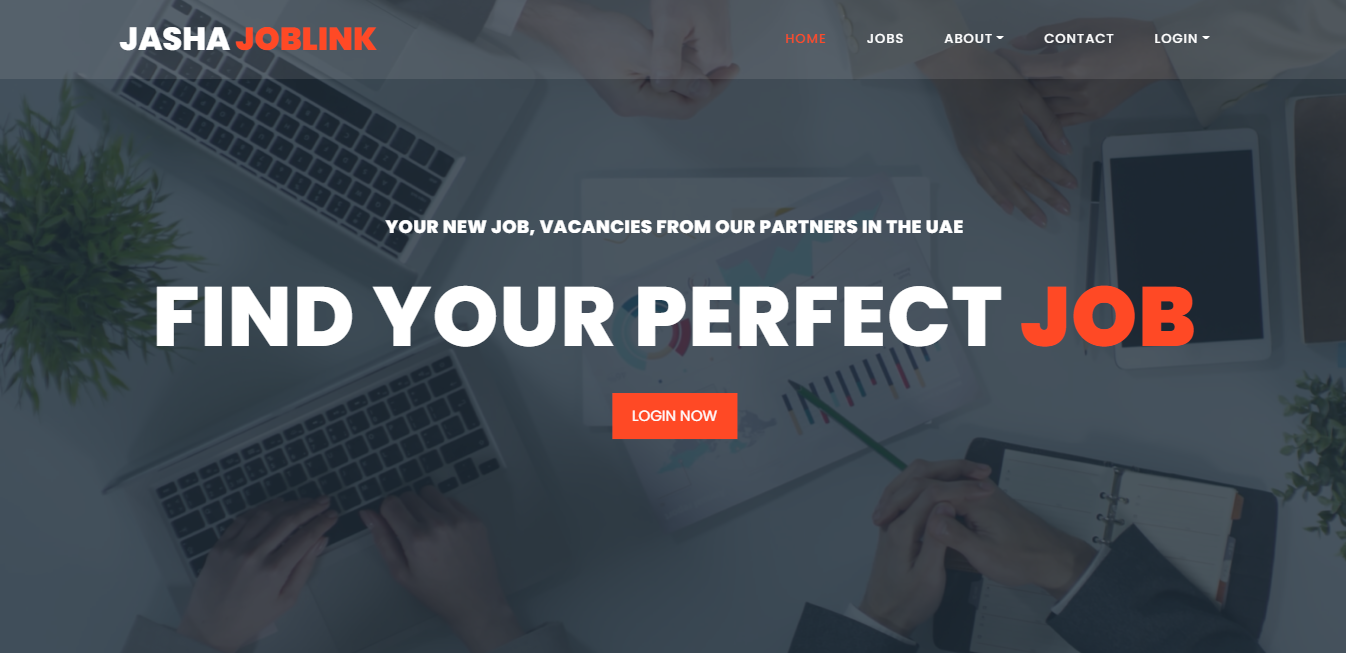 JASHA JOBLINK
HOME JOBS ABOUT CONTACT LOGIN
YOUR NEW JOB, VACANCIES FROM OUR PARTNERS IN THE UAE
FIND YOUR PERFECT JOB
LOGIN NOW